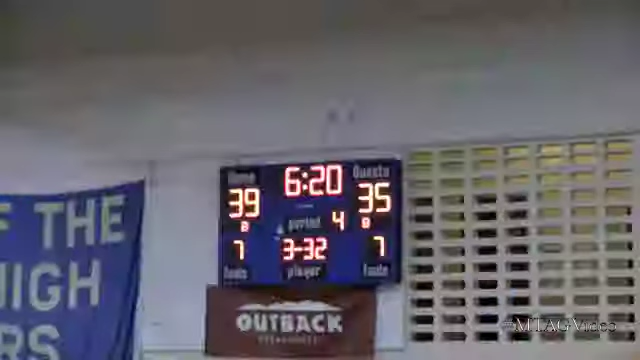 F THE
HIGH
RS
Home 6:20 Guests
39 35
B period 4 B
7 3-32 7
fouls player fouls
OUTBACK
STEAKHOUSE
#MTAGVideo